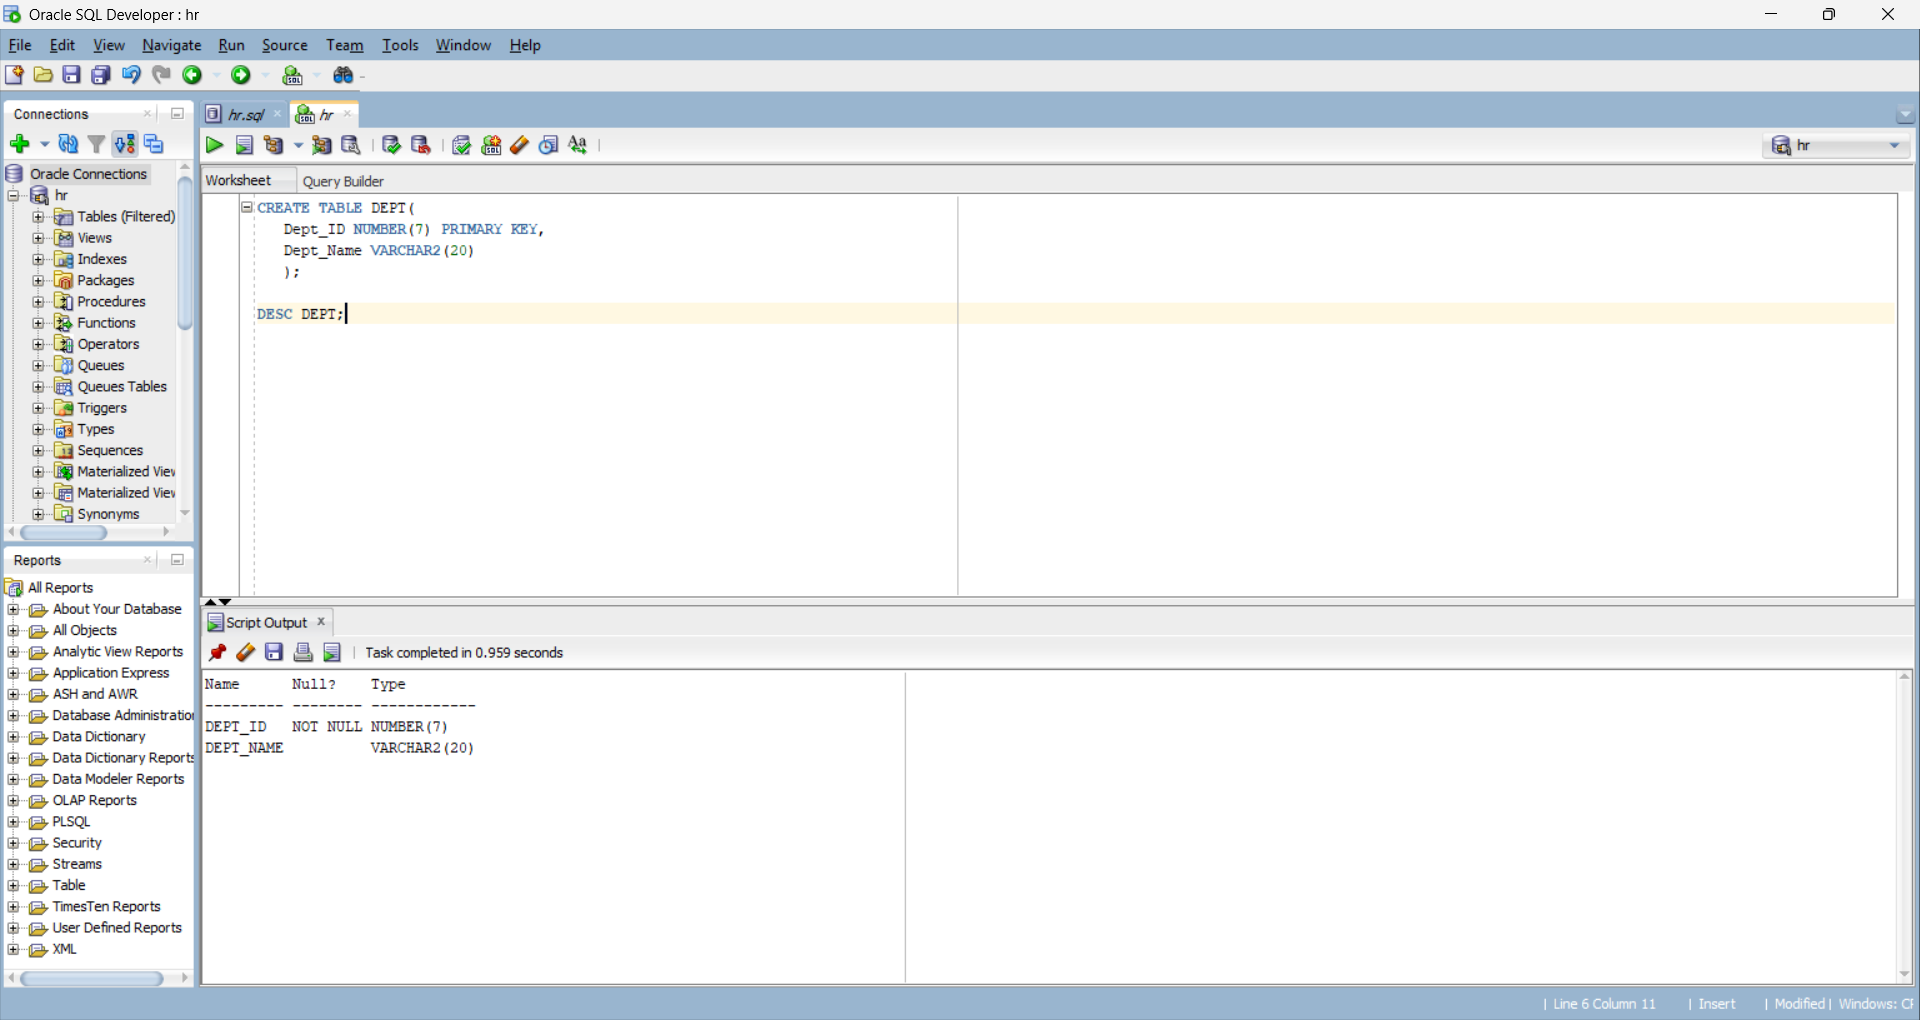 Oracle SQL Developer : hr
File Edit View Navigate Run Source Team Tools Window Help
Connections
Oracle Connections
hr
Tables (Filtered)
Views
Indexes
Packages
Procedures
Functions
Operators
Queues
Queues Tables
Triggers
Types
Sequences
Materialized View
Materialized View
Synonyms
Reports
All Reports
About Your Database
All Objects
Analytic View Reports
Application Express
ASH and AWR
Database Administration
Data Dictionary
Data Dictionary Reports
Data Modeler Reports
OLAP Reports
PLSQL
Security
Streams
Table
TimesTen Reports
User Defined Reports
XML
hr.sql hr
hr
Worksheet Query Builder
CREATE TABLE DEPT(
Dept_ID NUMBER(7) PRIMARY KEY,
Dept_Name VARCHAR2(20)
);
DESC DEPT;
Script Output
Task completed in 0.959 seconds
Name Null? Type
--------- -------- ------------
DEPT_ID NOT NULL NUMBER(7)
DEPT_NAME VARCHAR2(20)
| Line 6 Column 11 | Insert | Modified | Windows: